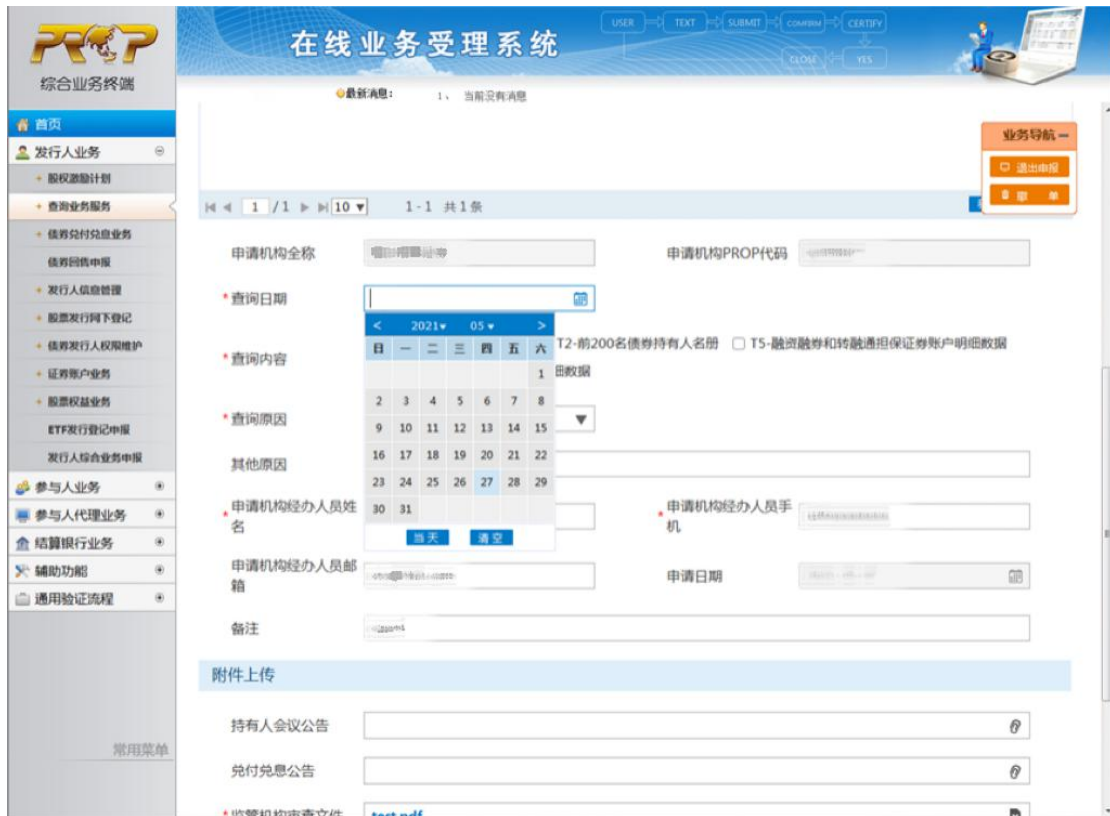 PROP
综合业务终端
在线业务受理系统
USER TEXT SUBMIT COMFIRM CERTIFY
CLOSE YES
最新消息： 1、 当前没有消息
首页
发行人业务
股权激励计划
查询业务服务
债券兑付兑息业务
债券回售申报
发行人信息管理
股票发行网下登记
债券发行人权限维护
证券账户业务
股票权益业务
ETF发行登记申报
发行人综合业务申报
参与人业务
参与人代理业务
结算银行业务
辅助功能
通用验证流程
常用菜单
业务导航
退出申报
单
1 /1 10 1-1 共1条
申请机构全称
申请机构PROP代码
*查询日期
< 2021 05 >
日 一 二 三 四 五 六
1
2 3 4 5 6 7 8
9 10 11 12 13 14 15
16 17 18 19 20 21 22
23 24 25 26 27 28 29
30 31
当天 清空
*查询内容
T2-前200名债券持有人名册 T5-融资融券和转融通担保证券账户明细数据
细数据
*查询原因
其他原因
*申请机构经办人员姓名
*申请机构经办人员手机
申请机构经办人员邮箱
申请日期
备注
附件上传
持有人会议公告
兑付兑息公告
*监管机构审查文件 test.pdf